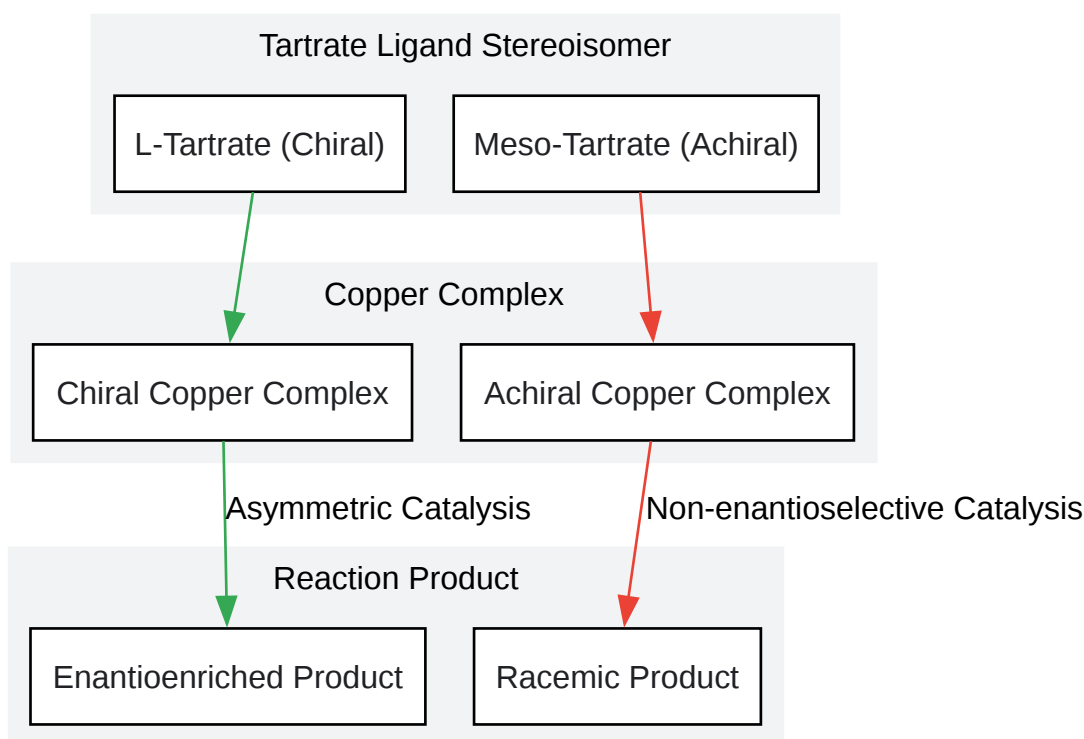 Tartrate Ligand Stereoisomer
L-Tartrate (Chiral)
Meso-Tartrate (Achiral)
Copper Complex
Chiral Copper Complex
Achiral Copper Complex
Asymmetric Catalysis
Non-enantioselective Catalysis
Reaction Product
Enantioenriched Product
Racemic Product